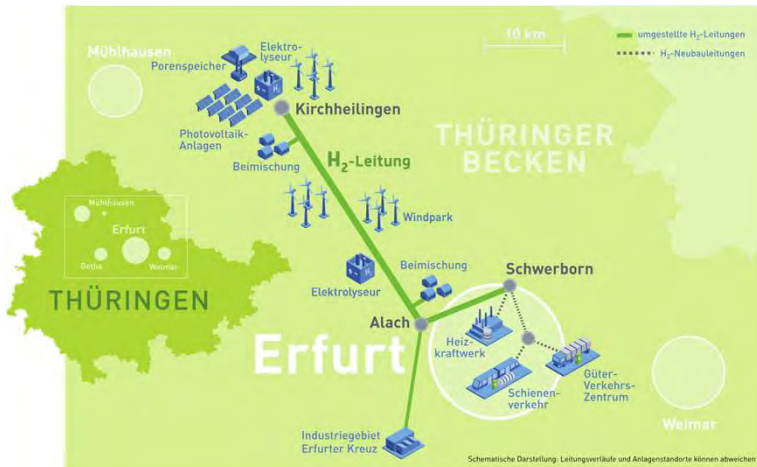 Mühlhausen
Elektro-
lyseur
Porenspeicher
H₂
10 km
umgestellte H₂-Leitungen
H₂-Neubauleitungen
Kirchheilingen
Photovoltaik-
Anlagen
Beimischung
H₂-Leitung
THÜRINGER
BECKEN
Windpark
Mühlhausen
Erfurt
Gotha
Weimar
THÜRINGEN
H₂
Elektrolyseur
Beimischung
Schwerborn
Alach
Erfurt
Heiz-
kraftwerk
Schienen-
verkehr
Güter-
Verkehrs-
Zentrum
Weimar
Industriegebiet
Erfurter Kreuz
Schematische Darstellung: Leitungsverläufe und Anlagenstandorte können abweichen